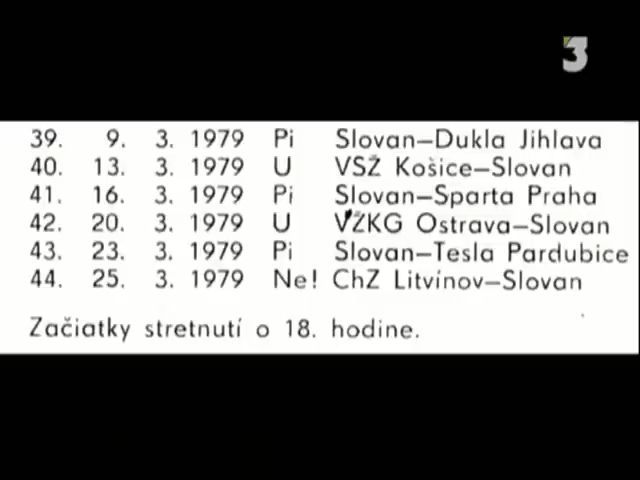 3
39. 9. 3. 1979 Pi Slovan—Dukla Jihlava
40. 13. 3. 1979 U VSŽ Košice—Slovan
41. 16. 3. 1979 Pi Slovan—Sparta Praha
42. 20. 3. 1979 U VŽKG Ostrava—Slovan
43. 23. 3. 1979 Pi Slovan—Tesla Pardubice
44. 25. 3. 1979 Ne! ChZ Litvínov—Slovan
Začiatky stretnutí o 18. hodine.